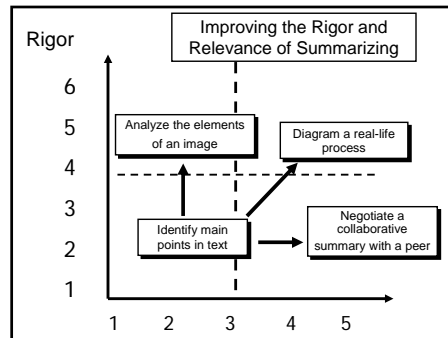 Improving the Rigor and
Relevance of Summarizing
Rigor
6
5
4
3
2
1
Analyze the elements
of an image
Diagram a real-life
process
Identify main
points in text
Negotiate a
collaborative
summary with a peer
1 2 3 4 5